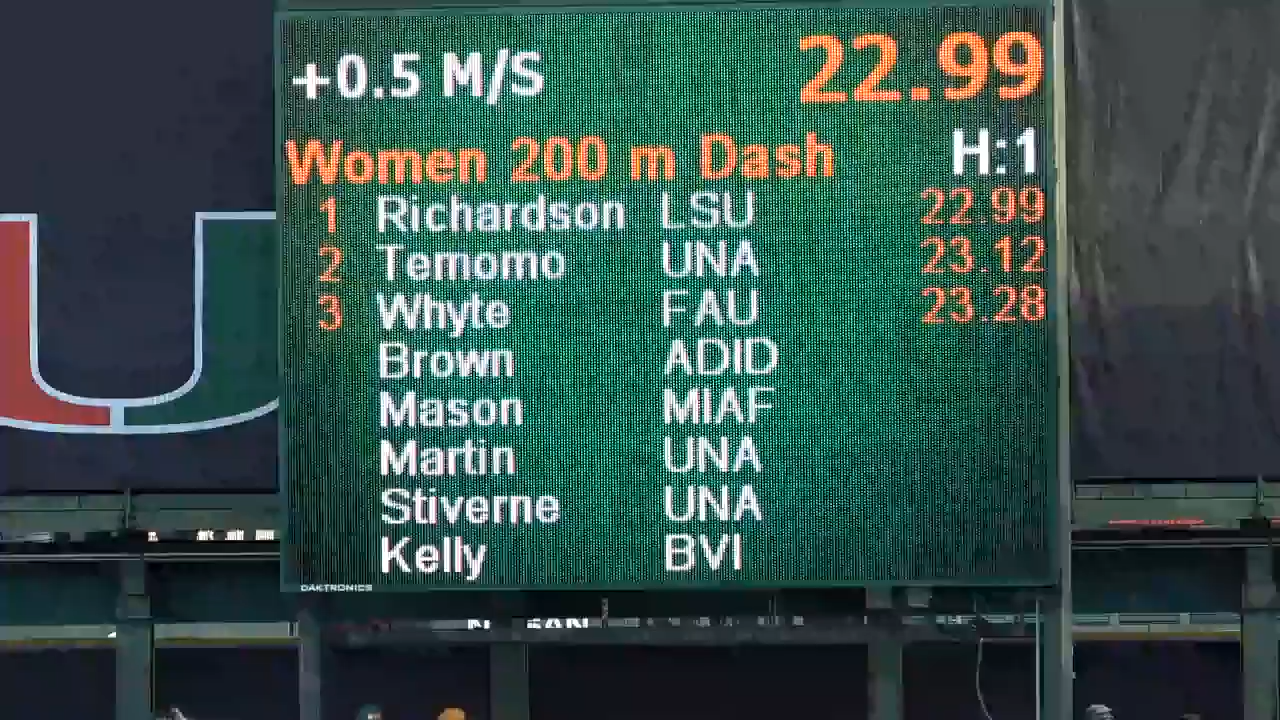 +0.5 M/S 22.99
Women 200 m Dash H:1
1 Richardson LSU 22.99
2 Temomo UNA 23.12
3 Whyte FAU 23.28
Brown ADID
Mason MIAF
Martin UNA
Stiverne UNA
Kelly BVI
DAKTRONICS
U